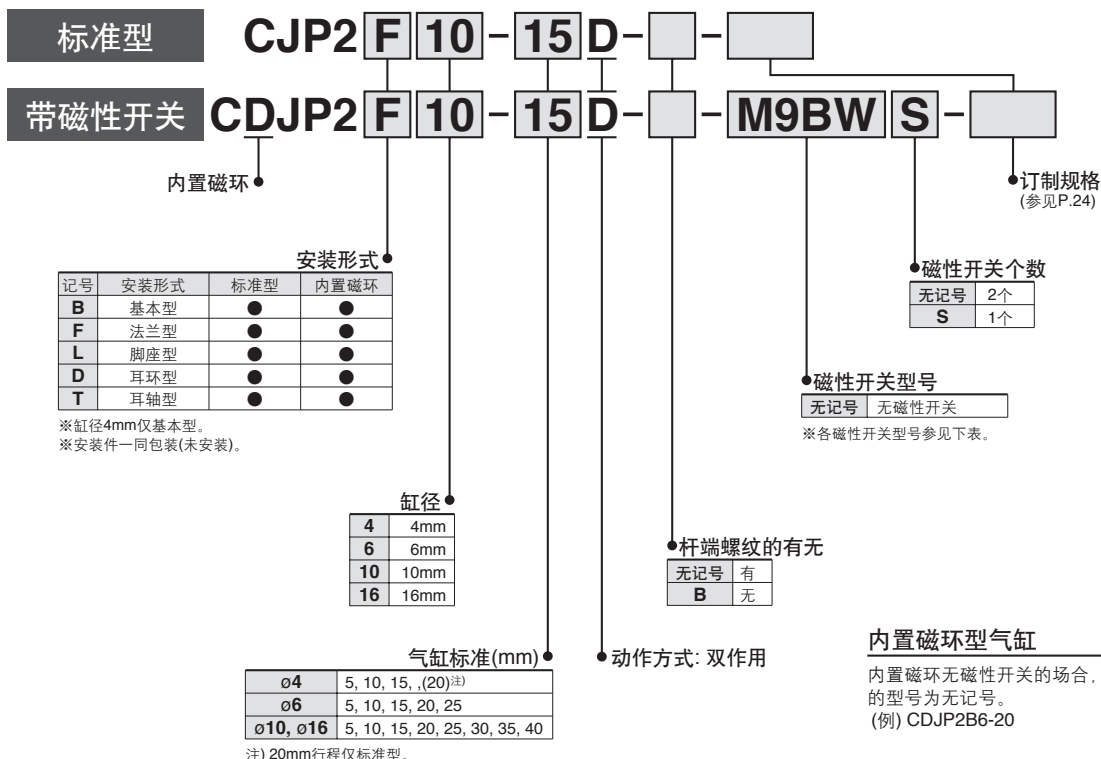 标准型 CJP2 F 10 - 15 D - -
带磁性开关 CDJP2 F 10 - 15 D - - M9BW S -
内置磁环
订制规格
(参见P.24)
安装形式
记号 安装形式 标准型 内置磁环
B 基本型 ● ●
F 法兰型 ● ●
L 脚座型 ● ●
D 耳环型 ● ●
T 耳轴型 ● ●
※缸径4mm仅基本型。
※安装件一同包装(未安装)。
磁性开关个数
无记号 2个
S 1个
磁性开关型号
无记号 无磁性开关
※各磁性开关型号参见下表。
缸径
4 4mm
6 6mm
10 10mm
16 16mm
杆端螺纹的有无
无记号 有
B 无
气缸标准(mm)
ø4 5, 10, 15, ,(20)注)
ø6 5, 10, 15, 20, 25
ø10, ø16 5, 10, 15, 20, 25, 30, 35, 40
注) 20mm行程仅标准型。
动作方式: 双作用
内置磁环型气缸
内置磁环无磁性开关的场合,
的型号为无记号。
(例) CDJP2B6-20